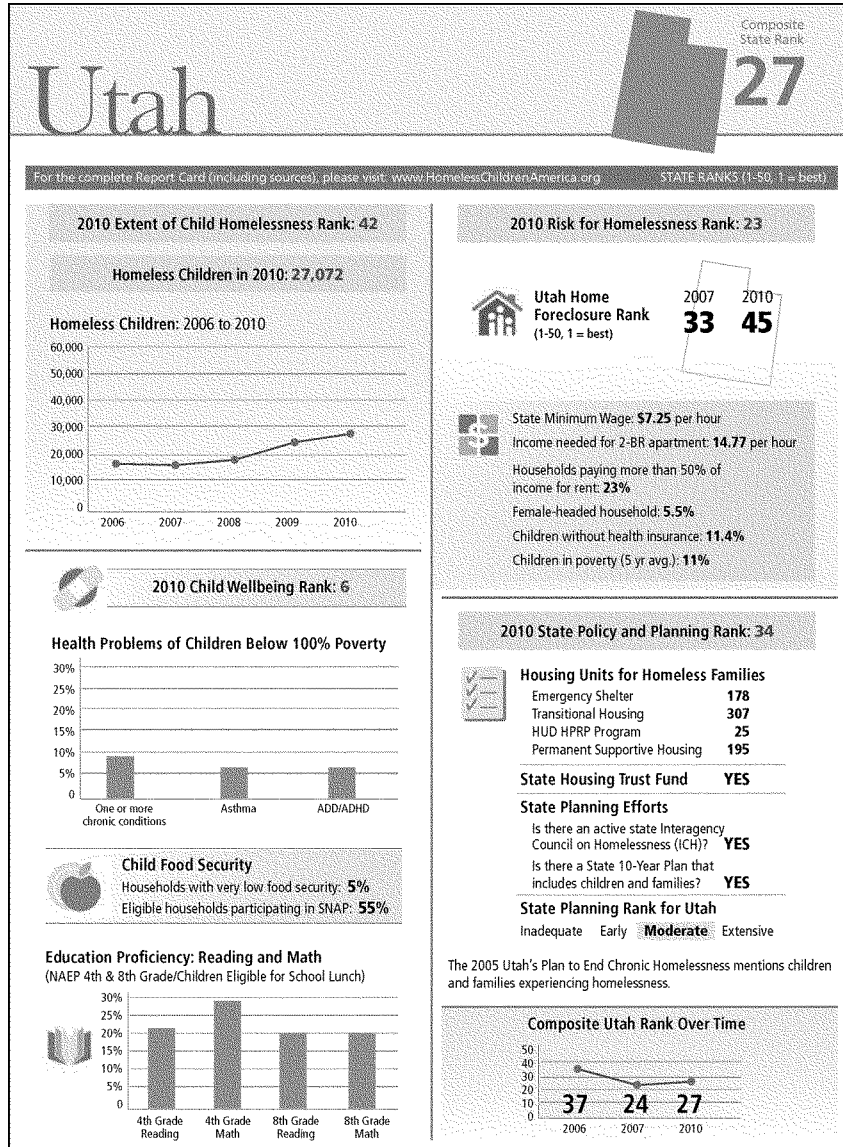 Utah
Composite
State Rank
27
For the complete Report Card (including sources), please visit: www.HomelessChildrenAmerica.org
STATE RANKS (1-50, 1 = best)
2010 Extent of Child Homelessness Rank: 42
Homeless Children in 2010: 27,072
Homeless Children: 2006 to 2010
60,000
50,000
40,000
30,000
20,000
10,000
0
2006 2007 2008 2009 2010
2010 Child Wellbeing Rank: 6
Health Problems of Children Below 100% Poverty
30%
25%
20%
15%
10%
5%
0
One or more
chronic conditions
Asthma
ADD/ADHD
Child Food Security
Households with very low food security: 5%
Eligible households participating in SNAP: 55%
Education Proficiency: Reading and Math
(NAEP 4th & 8th Grade/Children Eligible for School Lunch)
30%
25%
20%
15%
10%
5%
0
4th Grade
Reading
4th Grade
Math
8th Grade
Reading
8th Grade
Math
2010 Risk for Homelessness Rank: 23
Utah Home
Foreclosure Rank
(1-50, 1 = best)
2007 2010
33 45
$
State Minimum Wage: $7.25 per hour
Income needed for 2-BR apartment: 14.77 per hour
Households paying more than 50% of
income for rent: 23%
Female-headed household: 5.5%
Children without health insurance: 11.4%
Children in poverty (5 yr avg.): 11%
2010 State Policy and Planning Rank: 34
Housing Units for Homeless Families
Emergency Shelter 178
Transitional Housing 307
HUD HPRP Program 25
Permanent Supportive Housing 195
State Housing Trust Fund YES
State Planning Efforts
Is there an active state Interagency
Council on Homelessness (ICH)? YES
Is there a State 10-Year Plan that
includes children and families? YES
State Planning Rank for Utah
Inadequate Early Moderate Extensive
The 2005 Utah's Plan to End Chronic Homelessness mentions children
and families experiencing homelessness.
Composite Utah Rank Over Time
50
40
30
20
10
0
37 24 27
2006 2007 2010